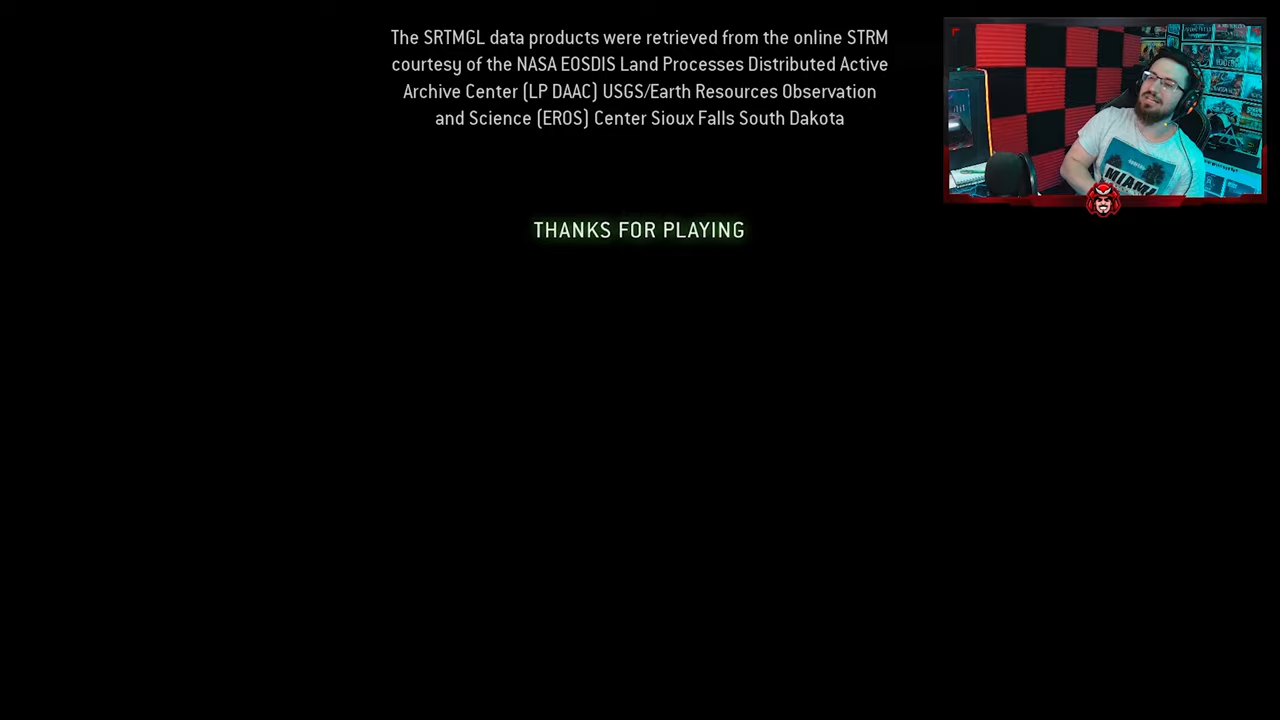 The SRTMGL data products were retrieved from the online STRM
courtesy of the NASA EOSDIS Land Processes Distributed Active
Archive Center (LP DAAC) USGS/Earth Resources Observation
and Science (EROS) Center Sioux Falls South Dakota
THANKS FOR PLAYING
MIAMI